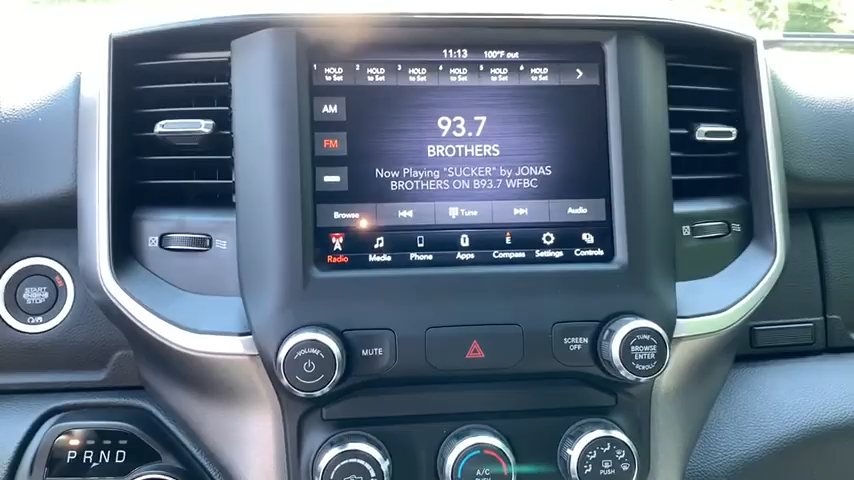 11:13 100°F out
1 HOLD to Set 2 HOLD to Set 3 HOLD to Set 4 HOLD to Set 5 HOLD to Set 6 HOLD to Set
AM
93.7
FM
BROTHERS
Now Playing "SUCKER" by JONAS
BROTHERS ON B93.7 WFBC
Browse Tune Audio
Radio Media Phone Apps E Compass Settings Controls
START
ENGINE
STOP
VOLUME
MUTE
SCREEN
OFF
TUNE
BROWSE
ENTER
SCROLL
PRND
A/C
PUSH
PUSH